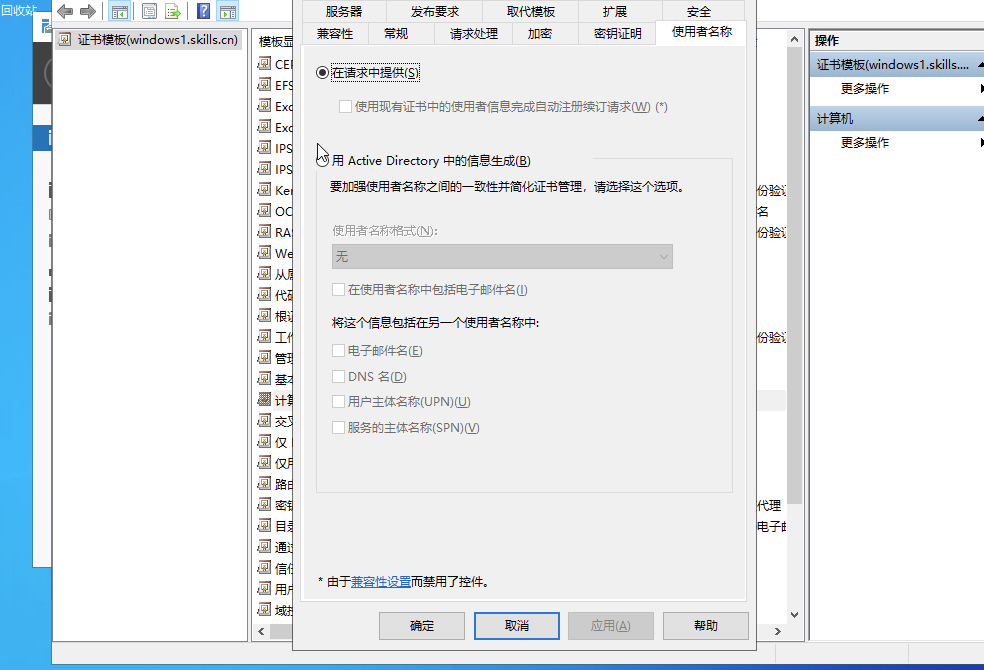 回收站
证书模板(windows1.skills.cn)
模板显
CEP
EFS
Exc
Exc
IPS
IPS
Ker
OC
RAS
We
从属
代码
根证
工作
管理
基本
计算
交叉
仅
仅用
路由
密钥
目录
通过
信任
用户
域控
服务器 发布要求 取代模板 扩展 安全
兼容性 常规 请求处理 加密 密钥证明 使用者名称
在请求中提供(S)
使用现有证书中的使用者信息完成自动注册续订请求(W) (*)
用 Active Directory 中的信息生成(B)
要加强使用者名称之间的一致性并简化证书管理，请选择这个选项。
使用者名称格式(N):
无
在使用者名称中包括电子邮件名(I)
将这个信息包括在另一个使用者名称中:
电子邮件名(E)
DNS 名(D)
用户主体名称(UPN)(U)
服务的主体名称(SPN)(V)
* 由于兼容性设置而禁用了控件。
确定 取消 应用(A) 帮助
份验证
名
份验证
份验证
代理
电子邮
操作
证书模板(windows1.skills....
更多操作
计算机
更多操作